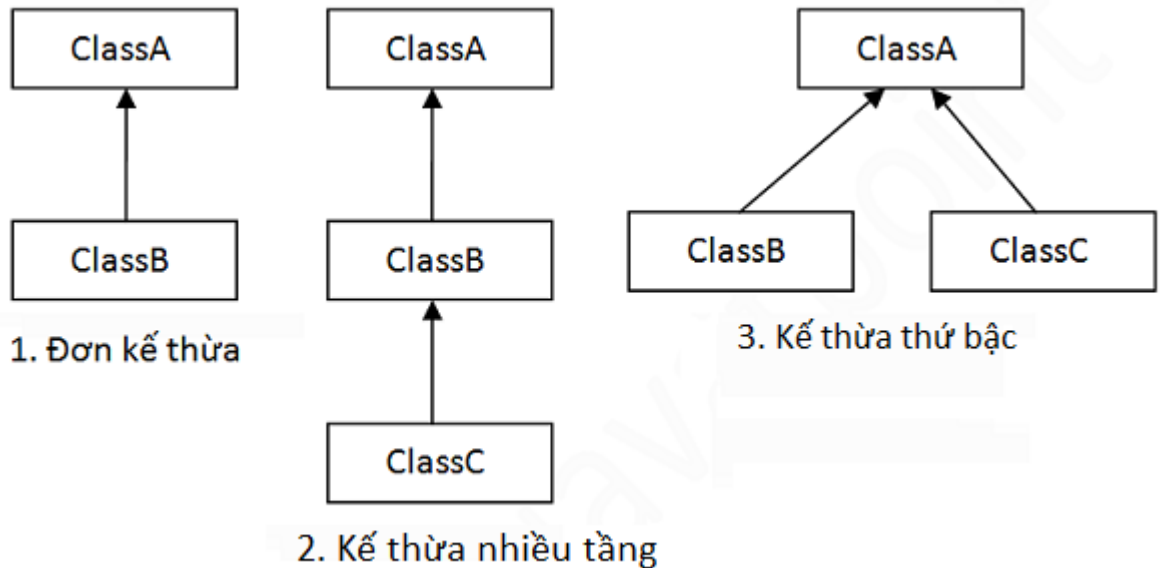 ClassA
ClassB
1. Đơn kế thừa
ClassA
ClassB
ClassC
2. Kế thừa nhiều tầng
ClassA
ClassB
ClassC
3. Kế thừa thứ bậc